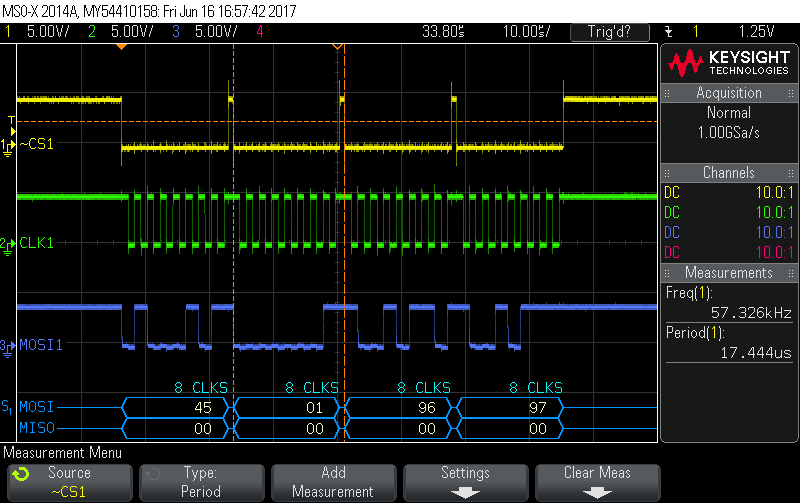 MSO-X 2014A, MY54410158: Fri Jun 16 16:57:42 2017
1 5.00V/ 2 5.00V/ 3 5.00V/ 4 33.80% 10.00%/ Trig'd? 1 1.25V
KEYSIGHT
TECHNOLOGIES
Acquisition
Normal
1.00GSa/s
Channels
DC 10.0:1
DC 10.0:1
DC 10.0:1
DC 10.0:1
Measurements
Freq(1):
57.326kHz
Period(1):
17.444us
T
1 ~CS1
2 CLK1
3 MOSI1
8 CLKS 8 CLKS 8 CLKS 8 CLKS
S1 MOSI 45 01 96 97
MISO 00 00 00 00
Measurement Menu
Source Type: Add Settings Clear Meas
~CS1 Period Measurement